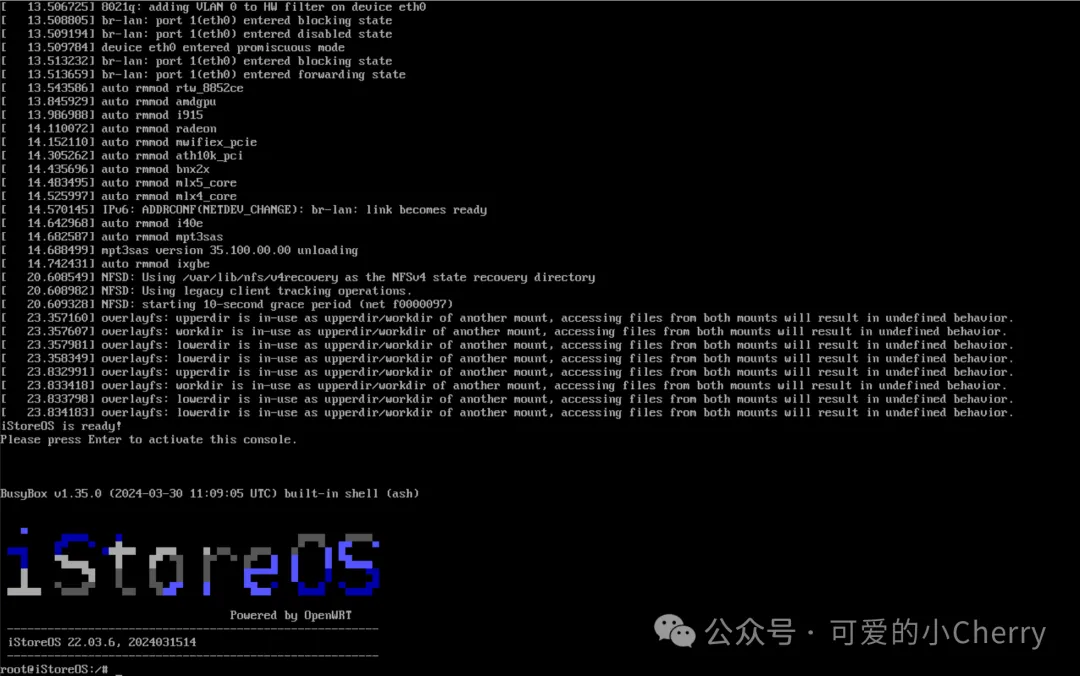 [   13.506725] 8021q: adding VLAN 0 to HW filter on device eth0
[   13.508805] br-lan: port 1(eth0) entered blocking state
[   13.509194] br-lan: port 1(eth0) entered disabled state
[   13.509784] device eth0 entered promiscuous mode
[   13.513232] br-lan: port 1(eth0) entered blocking state
[   13.513659] br-lan: port 1(eth0) entered forwarding state
[   13.543586] auto rmmod rtw_8852ce
[   13.845929] auto rmmod amdgpu
[   13.986988] auto rmmod i915
[   14.110072] auto rmmod radeon
[   14.152110] auto rmmod mwifiex_pcie
[   14.305262] auto rmmod ath10k_pci
[   14.435696] auto rmmod bnx2x
[   14.483495] auto rmmod mlx5_core
[   14.525997] auto rmmod mlx4_core
[   14.570145] IPv6: ADDRCONF(NETDEV_CHANGE): br-lan: link becomes ready
[   14.642968] auto rmmod i40e
[   14.682587] auto rmmod mpt3sas
[   14.688499] mpt3sas version 35.100.00.00 unloading
[   14.742431] auto rmmod ixgbe
[   20.608549] NFSD: Using /var/lib/nfs/v4recovery as the NFSv4 state recovery directory
[   20.608982] NFSD: Using legacy client tracking operations.
[   20.609328] NFSD: starting 10-second grace period (net f0000097)
[   23.357160] overlayfs: upperdir is in-use as upperdir/workdir of another mount, accessing files from both mounts will result in undefined behavior.
[   23.357607] overlayfs: workdir is in-use as upperdir/workdir of another mount, accessing files from both mounts will result in undefined behavior.
[   23.357981] overlayfs: lowerdir is in-use as upperdir/workdir of another mount, accessing files from both mounts will result in undefined behavior.
[   23.358349] overlayfs: lowerdir is in-use as upperdir/workdir of another mount, accessing files from both mounts will result in undefined behavior.
[   23.832991] overlayfs: upperdir is in-use as upperdir/workdir of another mount, accessing files from both mounts will result in undefined behavior.
[   23.833418] overlayfs: workdir is in-use as upperdir/workdir of another mount, accessing files from both mounts will result in undefined behavior.
[   23.833798] overlayfs: lowerdir is in-use as upperdir/workdir of another mount, accessing files from both mounts will result in undefined behavior.
[   23.834183] overlayfs: lowerdir is in-use as upperdir/workdir of another mount, accessing files from both mounts will result in undefined behavior.
iStoreOS is ready!
Please press Enter to activate this console.
BusyBox v1.35.0 (2024-03-30 11:09:05 UTC) built-in shell (ash)
iStoreOS
Powered by OpenWRT
iStoreOS 22.03.6, 2024031514
root@iStoreOS:/#
公众号 · 可爱的小Cherry